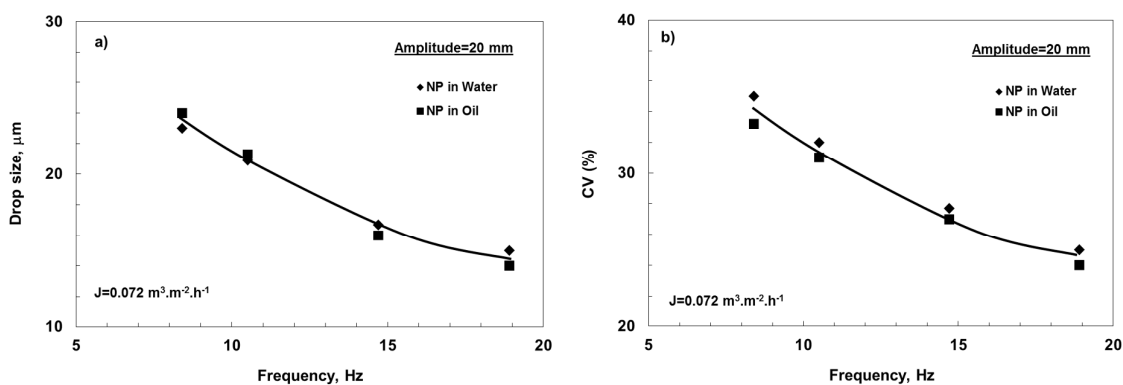 a)
Amplitude=20 mm
NP in Water
NP in Oil
J=0.072 m³.m⁻².h⁻¹
30
20
10
5
10
15
20
Drop size, μm
Frequency, Hz
b)
Amplitude=20 mm
NP in Water
NP in Oil
J=0.072 m³.m⁻².h⁻¹
40
30
20
5
10
15
20
CV (%)
Frequency, Hz